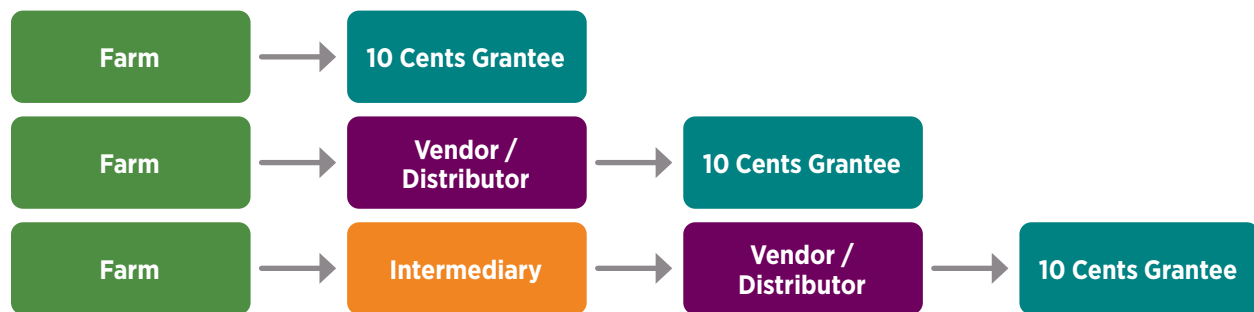 Farm
10 Cents Grantee
Farm
Vendor /
Distributor
10 Cents Grantee
Farm
Intermediary
Vendor /
Distributor
10 Cents Grantee